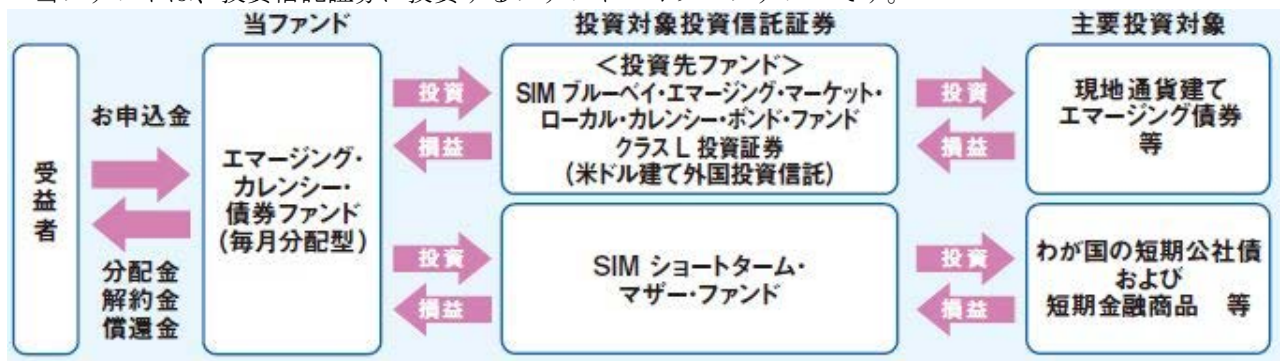 当ファンド
投資対象投資信託証券
主要投資対象
受益者
お申込金
分配金
解約金
償還金
エマージング・
カレンシー・
債券ファンド
(毎月分配型)
投資
損益
<投資先ファンド>
SIM ブルーベイ・エマージング・マーケット・
ローカル・カレンシー・ボンド・ファンド
クラス L 投資証券
(米ドル建て外国投資信託)
投資
損益
現地通貨建て
エマージング債券
等
投資
損益
SIM ショートターム・
マザー・ファンド
投資
損益
わが国の短期公社債
および
短期金融商品 等